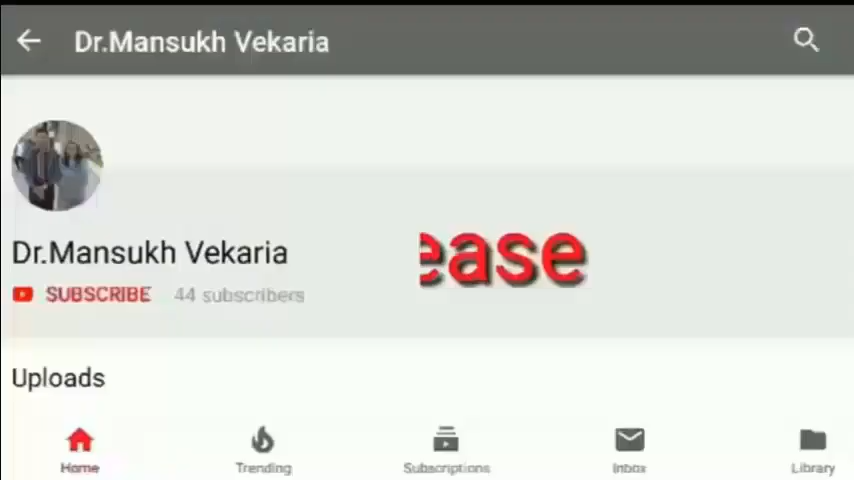 Dr.Mansukh Vekaria
Dr.Mansukh Vekaria
ease
SUBSCRIBE 44 subscribers
Uploads
Home Trending Subscriptions Inbox Library